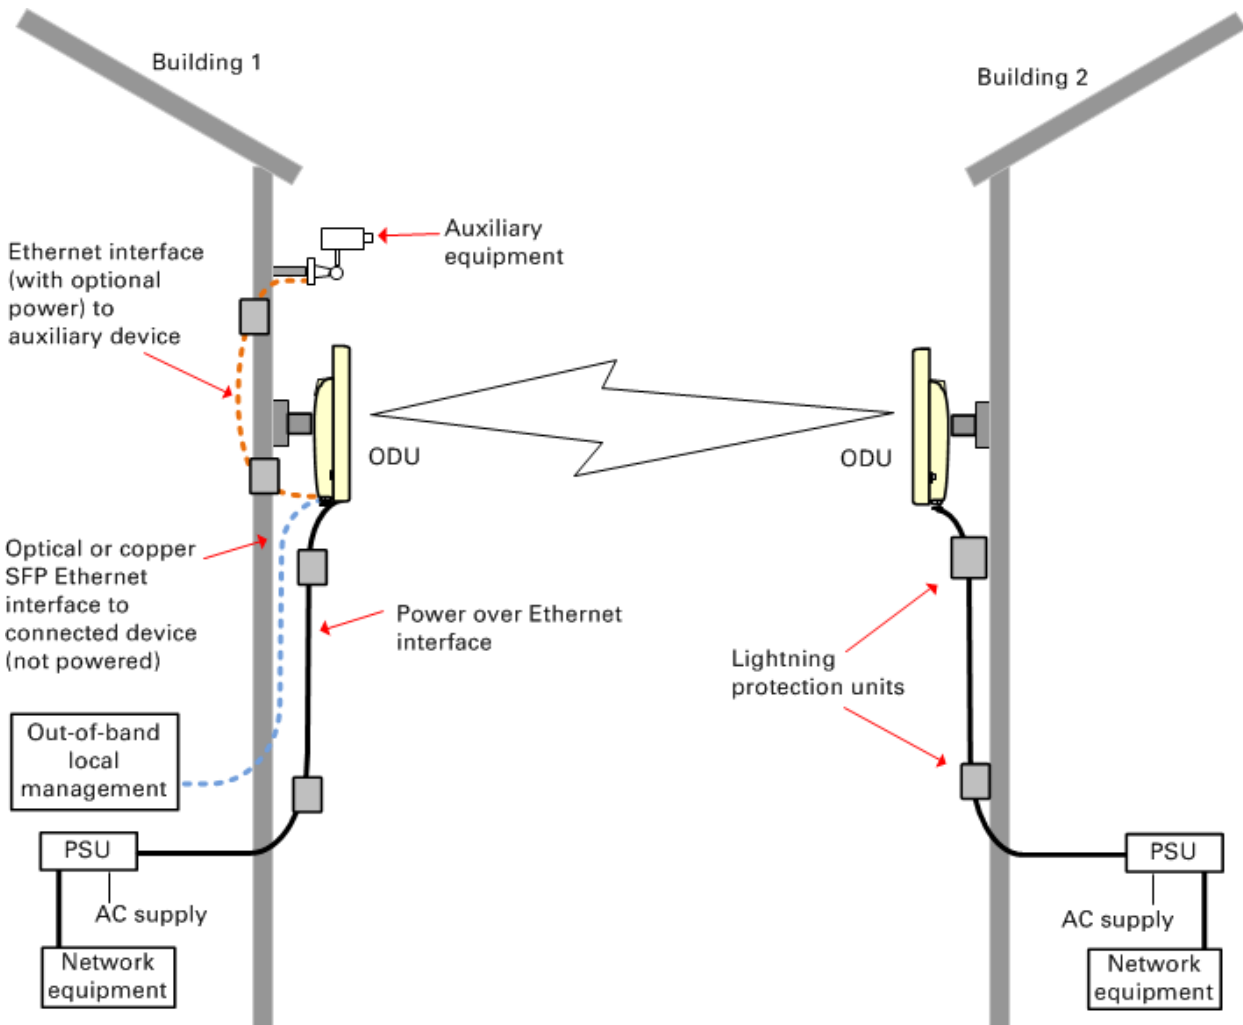 Building 1
Building 2
Auxiliary
equipment
Ethernet interface
(with optional
power) to
auxiliary device
ODU
ODU
Optical or copper
SFP Ethernet
interface to
connected device
(not powered)
Power over Ethernet
interface
Lightning
protection units
Out-of-band
local
management
PSU
AC supply
Network
equipment
PSU
AC supply
Network
equipment